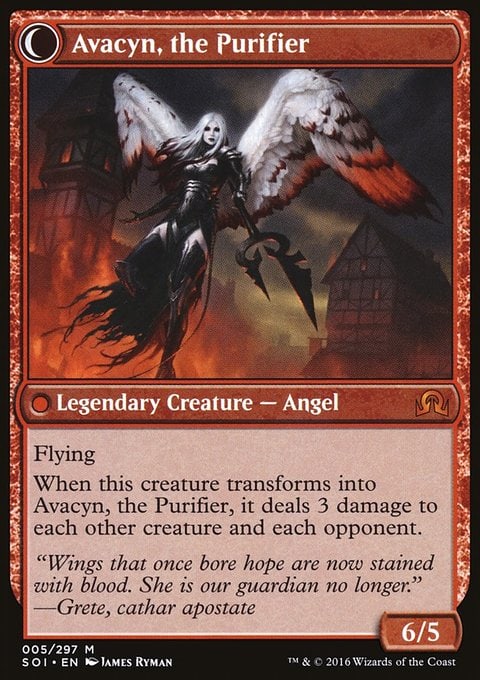 Avacyn, the Purifier
Legendary Creature — Angel
Flying
When this creature transforms into
Avacyn, the Purifier, it deals 3 damage to
each other creature and each opponent.
“Wings that once bore hope are now stained
with blood. She is our guardian no longer.”
—Grete, cathar apostate
6/5
005/297 M
SOI • EN James Ryman
™ & © 2016 Wizards of the Coast